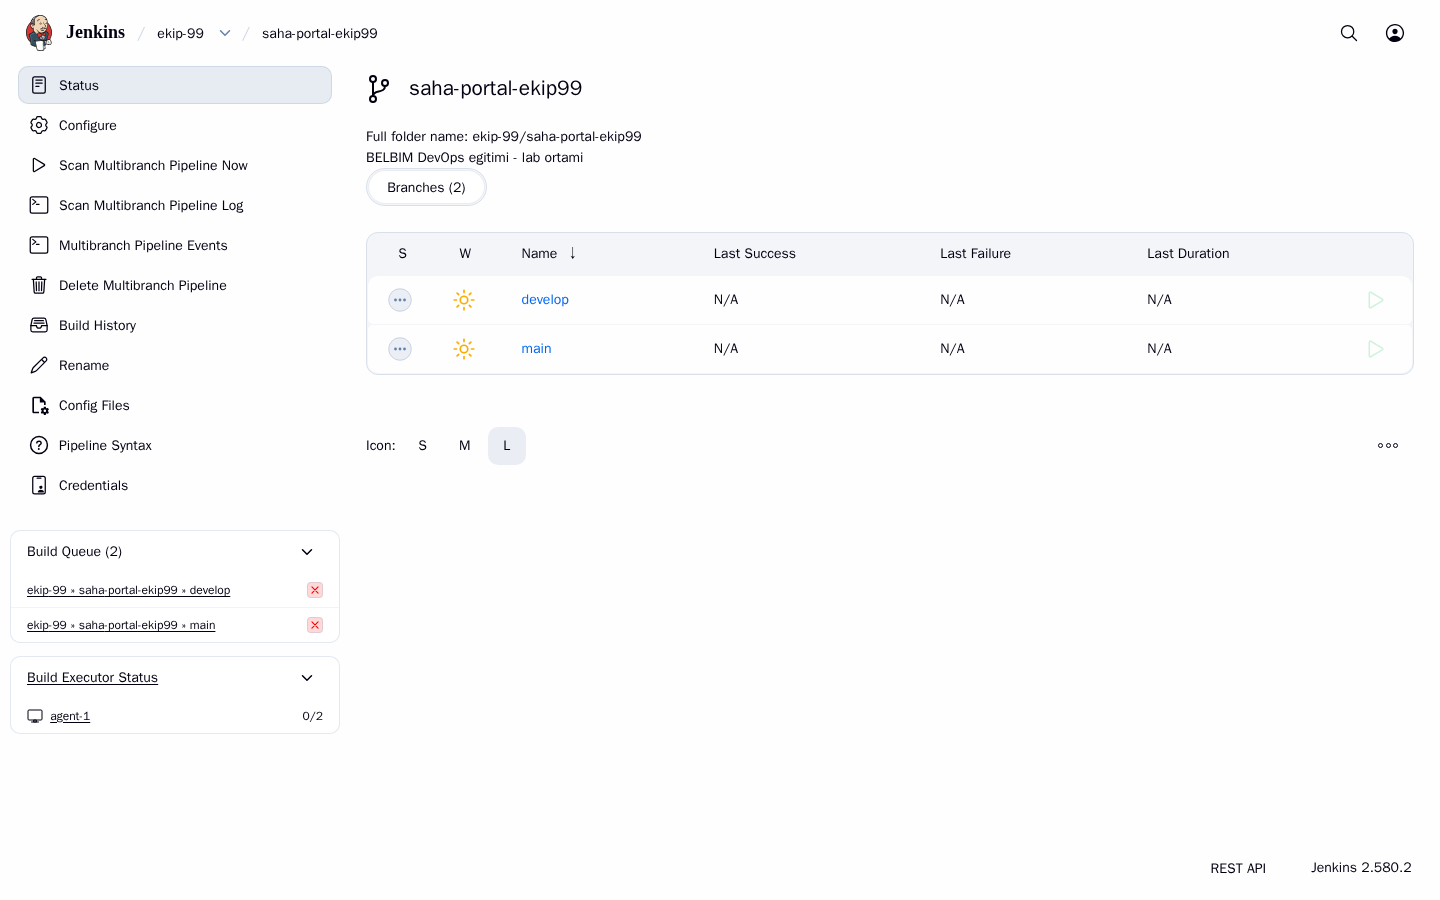 Jenkins / ekip-99 / saha-portal-ekip99
Status
Configure
Scan Multibranch Pipeline Now
Scan Multibranch Pipeline Log
Multibranch Pipeline Events
Delete Multibranch Pipeline
Build History
Rename
Config Files
Pipeline Syntax
Credentials
Build Queue (2)
ekip-99 » saha-portal-ekip99 » develop
ekip-99 » saha-portal-ekip99 » main
Build Executor Status
agent-1 0/2
saha-portal-ekip99
Full folder name: ekip-99/saha-portal-ekip99
BELBIM DevOps egitimi - lab ortami
Branches (2)
S W Name ↓ Last Success Last Failure Last Duration
develop N/A N/A N/A
main N/A N/A N/A
Icon: S M L
REST API Jenkins 2.580.2